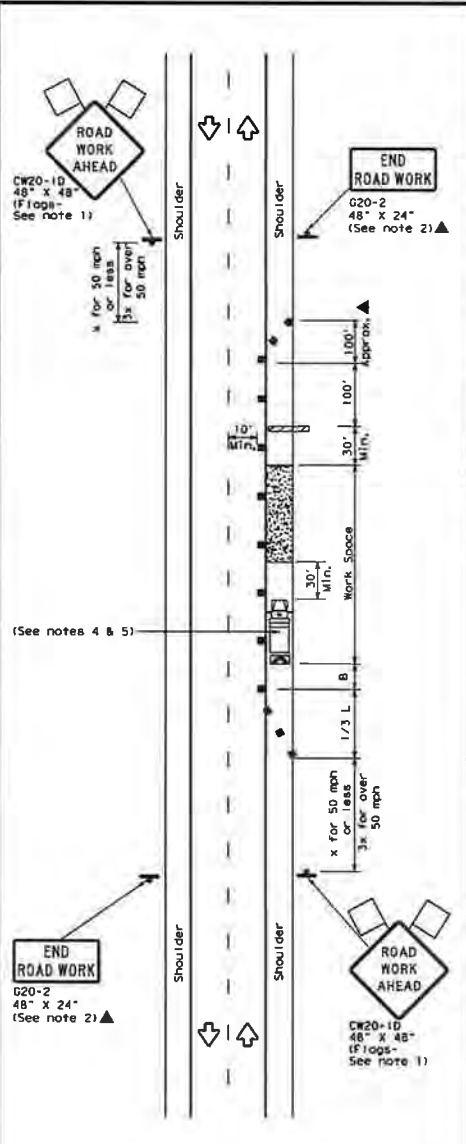 ROAD
WORK
AHEAD
CW20-1D
48" X 48"
(Flags-
See note 1)
Shoulder
Shoulder
END
ROAD WORK
G20-2
48" X 24"
(See note 2)▲
x for 50 mph
or less
3x for over
50 mph
100'
Approx.▲
100'
10'
Min.
30'
Min.
Work Space
30'
Min.
(See notes 4 & 5)
B
1/3 L
x for 50 mph
or less
3x for over
50 mph
END
ROAD WORK
G20-2
48" X 24"
(See note 2)▲
Shoulder
Shoulder
ROAD
WORK
AHEAD
CW20-1D
48" X 48"
(Flags-
See note 1)